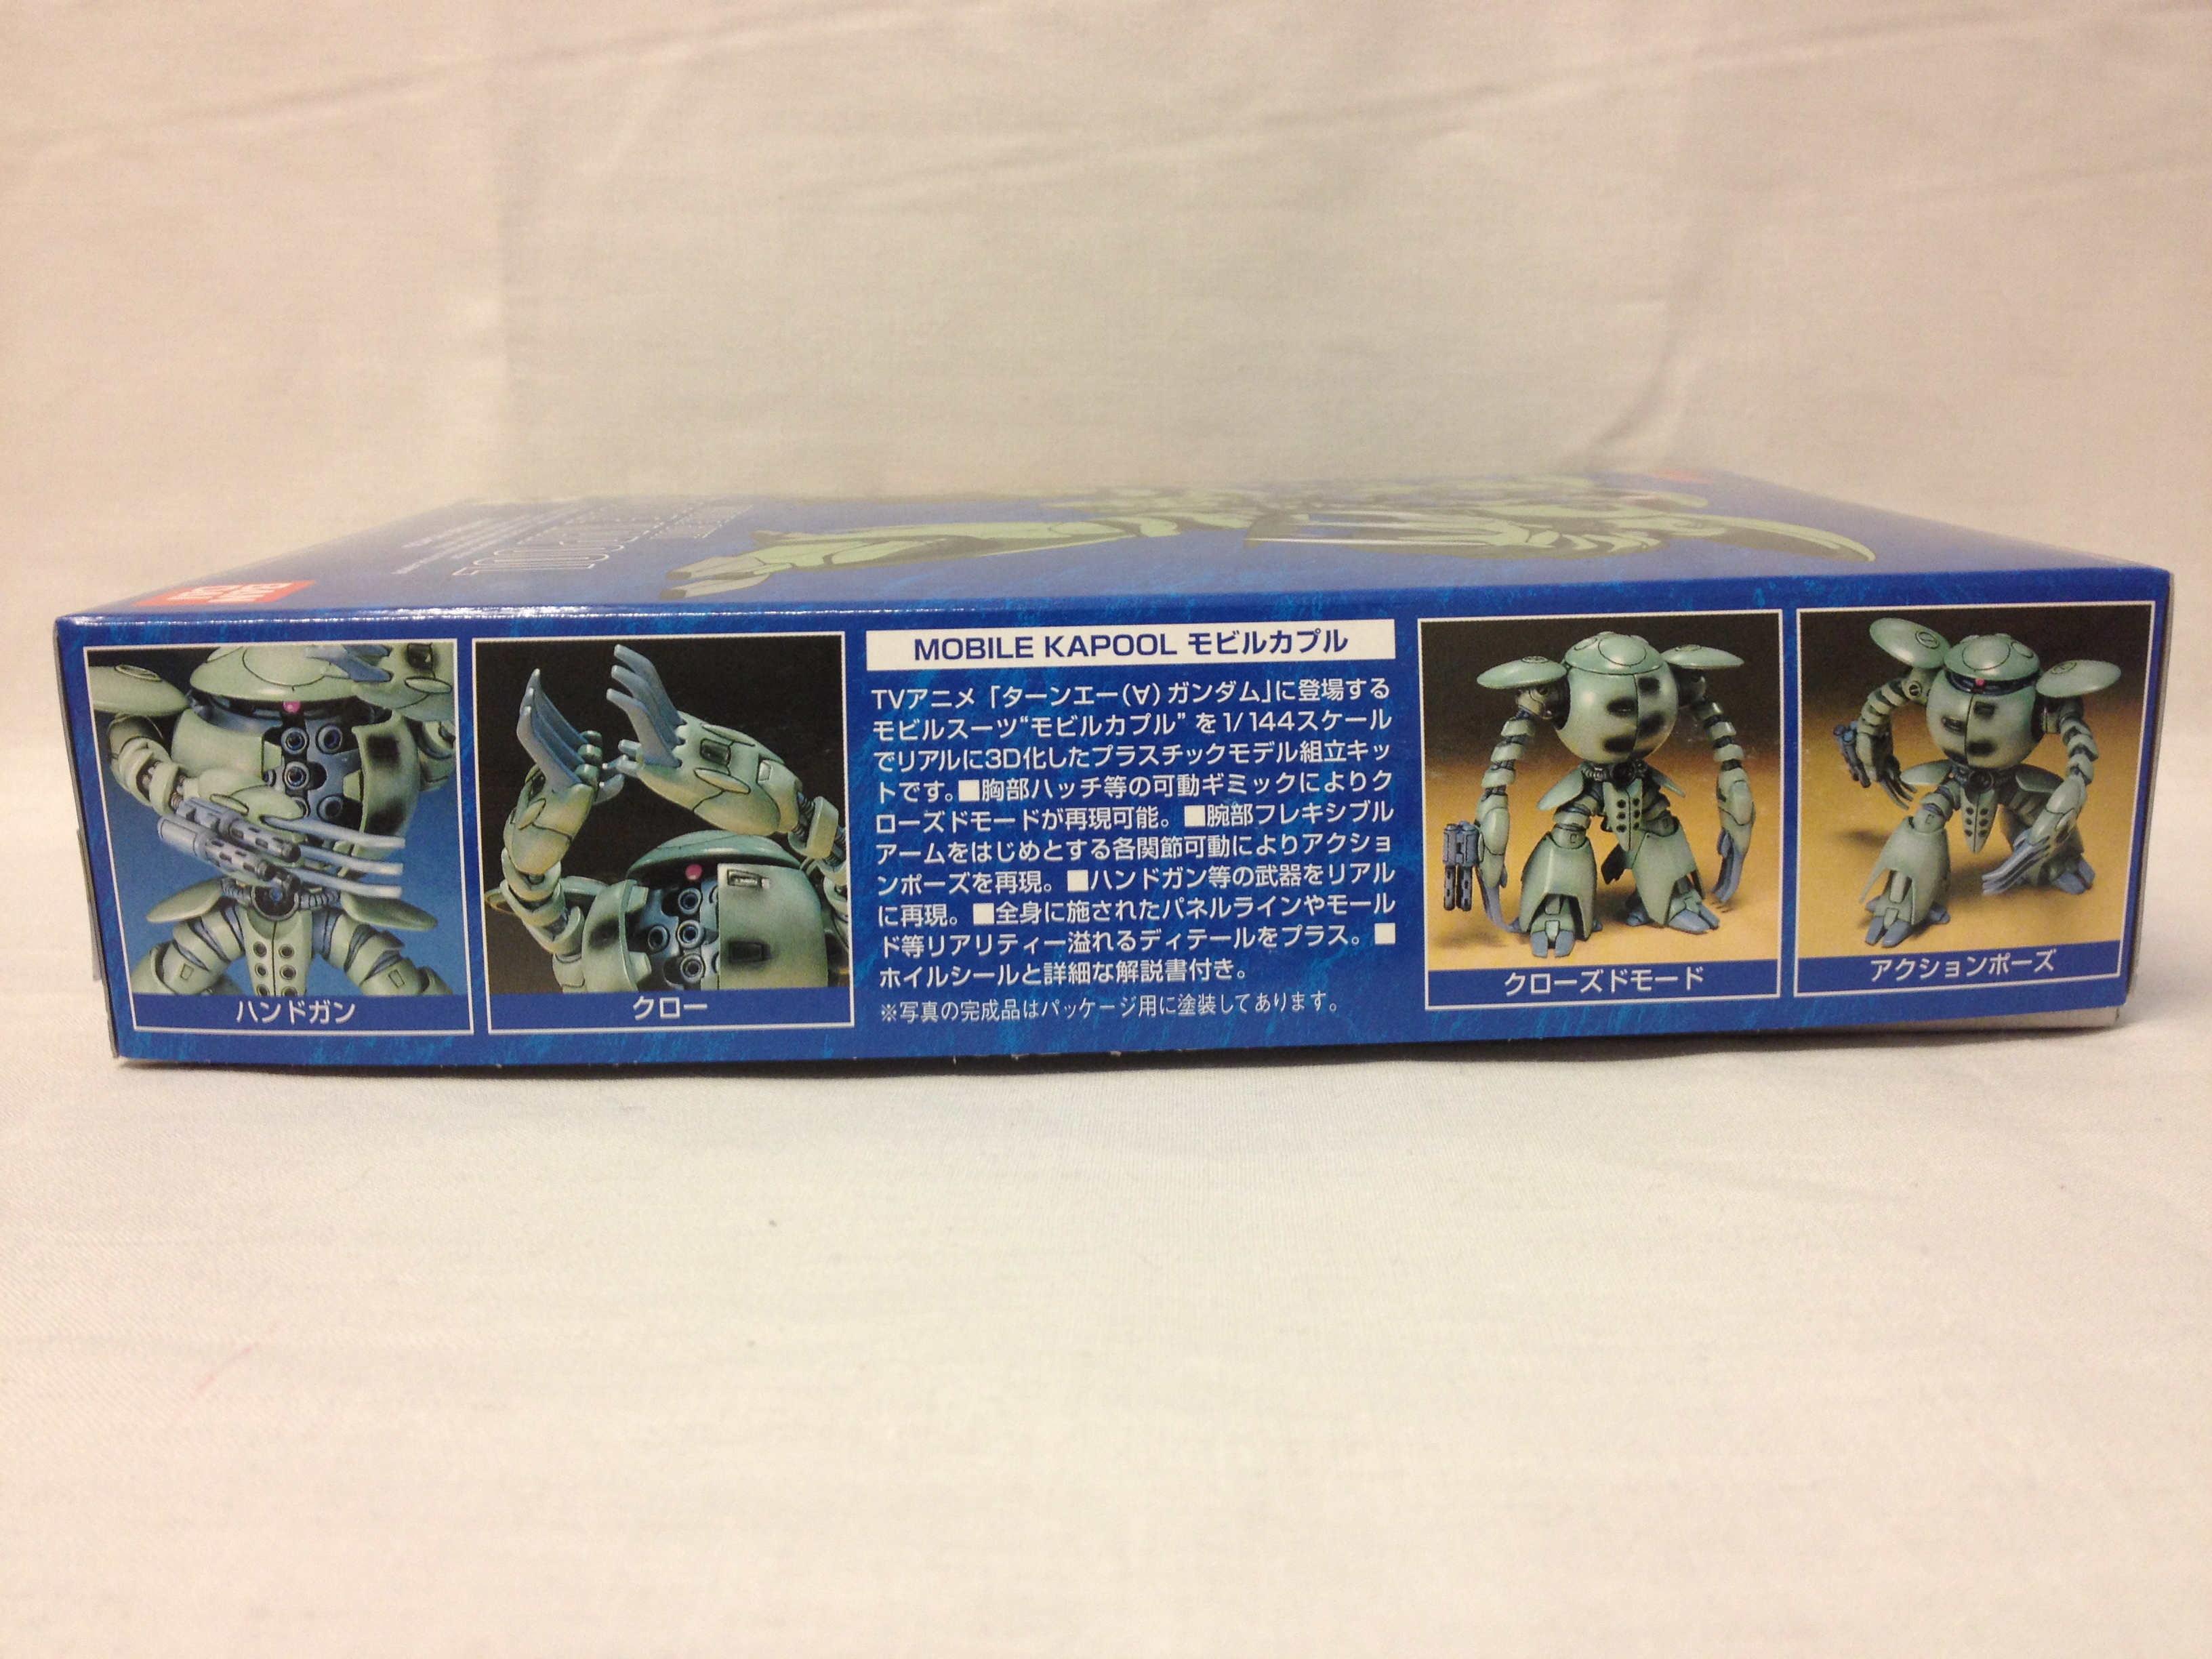 MOBILE KAPOOL モビルカプル
TVアニメ「ターンエー(∀)ガンダム」に登場する
モビルスーツ“モビルカプル”を1/144スケール
でリアルに3D化したプラスチックモデル組立キッ
トです。■胸部ハッチ等の可動ギミックによりク
ローズドモードが再現可能。■腕部フレキシブル
アームをはじめとする各関節可動によりアクショ
ンポーズを再現。■ハンドガン等の武器をリアル
に再現。■全身に施されたパネルラインやモール
ド等リアリティー溢れるディテールをプラス。■
ホイルシールと詳細な解説書付き。
※写真の完成品はパッケージ用に塗装してあります。
ハンドガン
クロー
クローズドモード
アクションポーズ